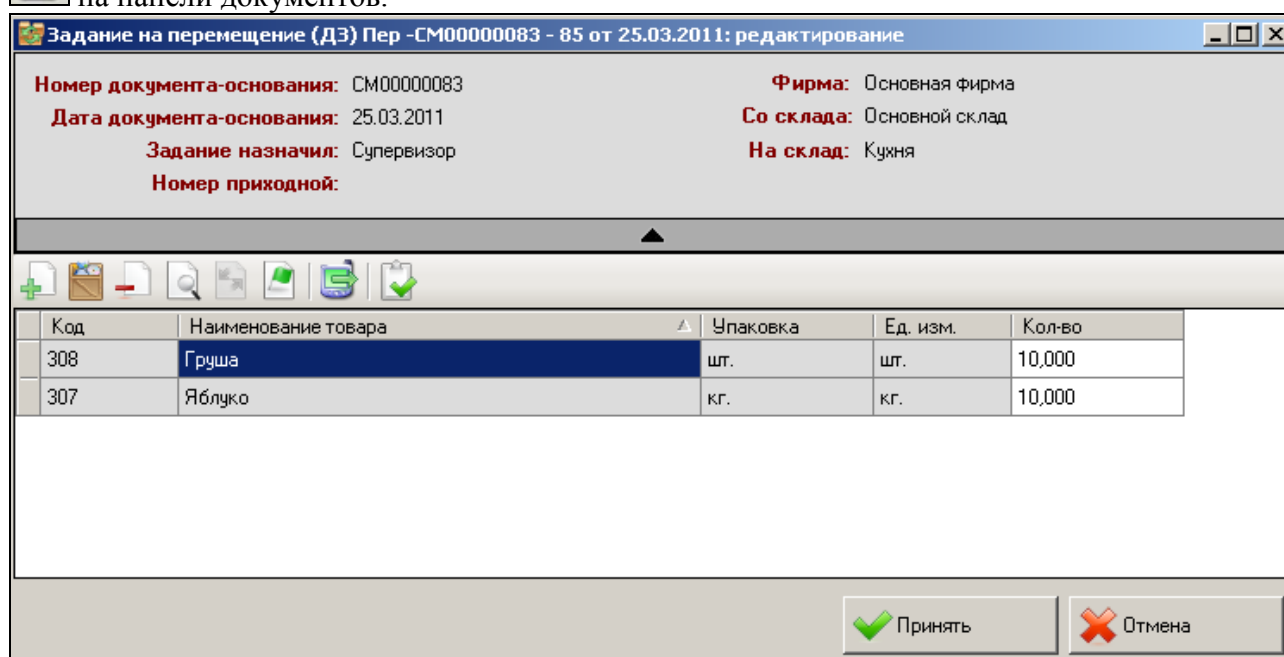 на панели документов.
Задание на перемещение (ДЗ) Пер -СМ00000083 - 85 от 25.03.2011: редактирование
Номер документа-основания: СМ00000083 Фирма: Основная фирма
Дата документа-основания: 25.03.2011 Со склада: Основной склад
Задание назначил: Супервизор На склад: Кухня
Номер приходной:
Код Наименование товара Упаковка Ед. изм. Кол-во
308 Груша шт. шт. 10,000
307 Яблуко кг. кг. 10,000
Принять Отмена